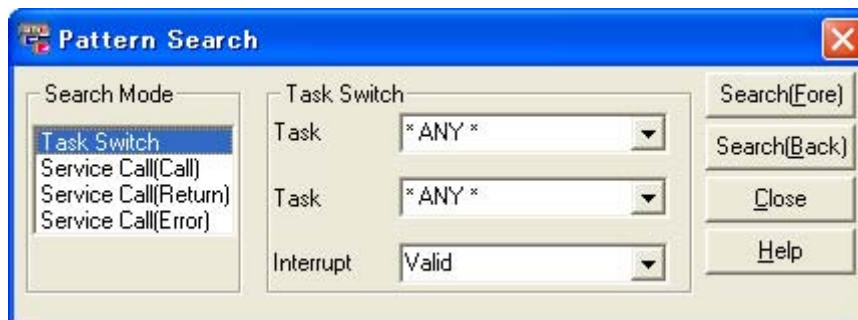 Pattern Search
Search Mode
Task Switch
Service Call(Call)
Service Call(Return)
Service Call(Error)
Task Switch
Task
* ANY *
Task
* ANY *
Interrupt
Valid
Search(Fore)
Search(Back)
Close
Help